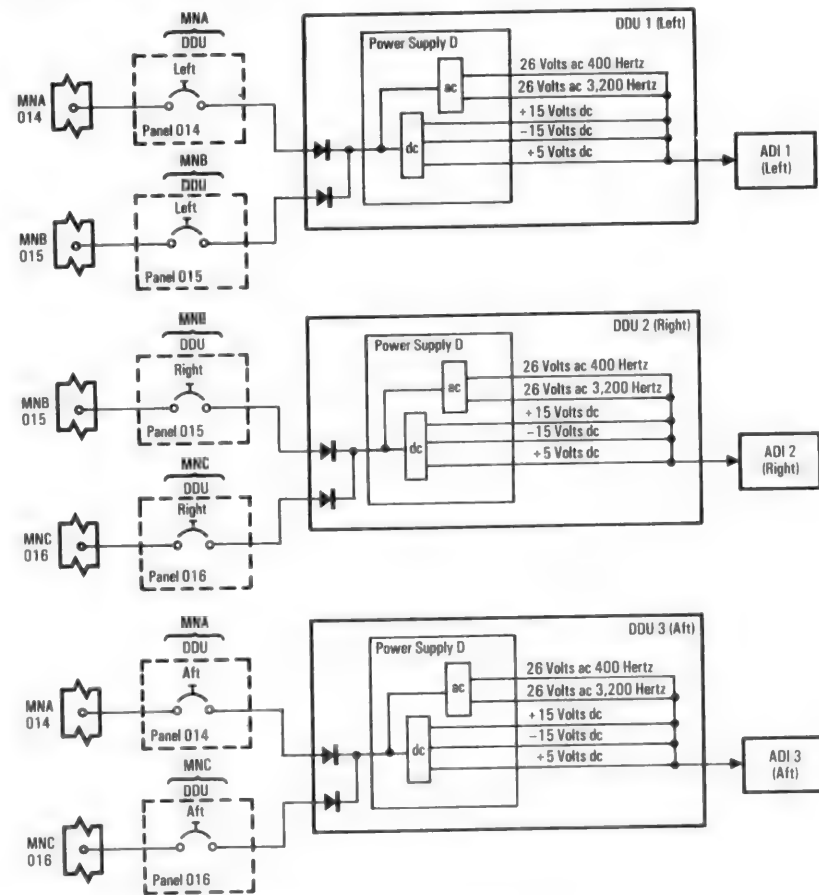 MNA
DDU
Left
MNA
014
Panel 014
MNB
DDU
Left
MNB
015
Panel 015
DDU 1 (Left)
Power Supply D
ac
dc
26 Volts ac 400 Hertz
26 Volts ac 3,200 Hertz
+15 Volts dc
−15 Volts dc
+5 Volts dc
ADI 1
(Left)
MNB
DDU
Right
MNB
015
Panel 015
MNC
DDU
Right
MNC
016
Panel 016
DDU 2 (Right)
Power Supply D
ac
dc
26 Volts ac 400 Hertz
26 Volts ac 3,200 Hertz
+15 Volts dc
−15 Volts dc
+5 Volts dc
ADI 2
(Right)
MNA
DDU
Aft
MNA
014
Panel 014
MNC
DDU
Aft
MNC
016
Panel 016
DDU 3 (Aft)
Power Supply D
ac
dc
26 Volts ac 400 Hertz
26 Volts ac 3,200 Hertz
+15 Volts dc
−15 Volts dc
+5 Volts dc
ADI 3
(Aft)